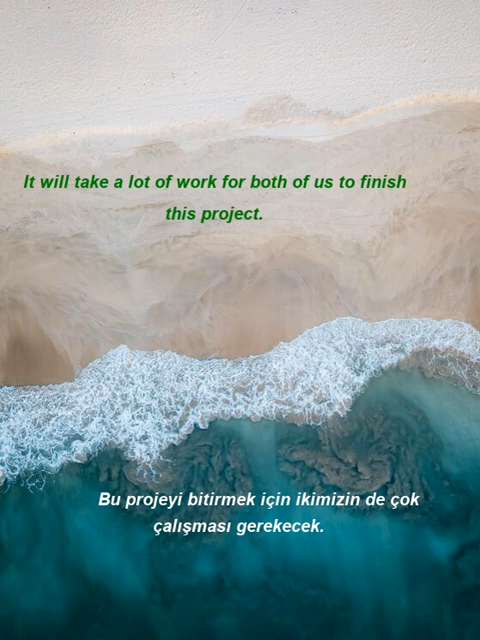 It will take a lot of work for both of us to finish
this project.
Bu projeyi bitirmek için ikimizin de çok
çalışması gerekecek.